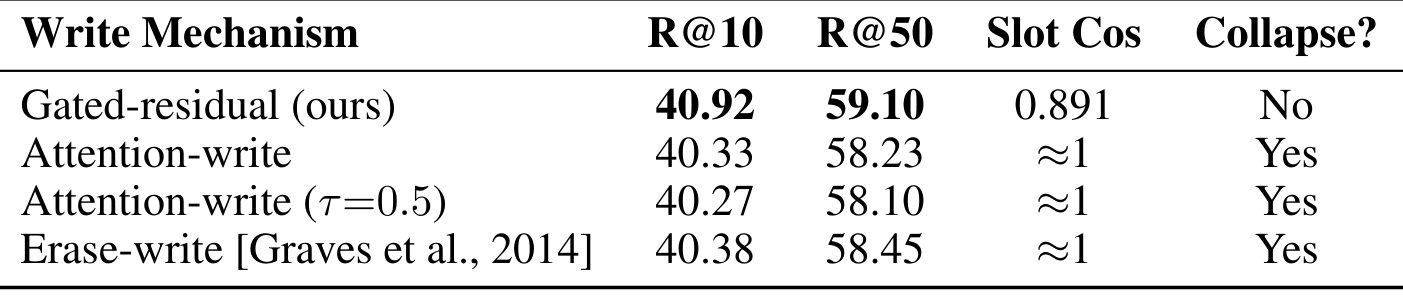 Write Mechanism R@10 R@50 Slot Cos Collapse?
Gated-residual (ours) 40.92 59.10 0.891 No
Attention-write 40.33 58.23 ≈1 Yes
Attention-write (τ=0.5) 40.27 58.10 ≈1 Yes
Erase-write [Graves et al., 2014] 40.38 58.45 ≈1 Yes